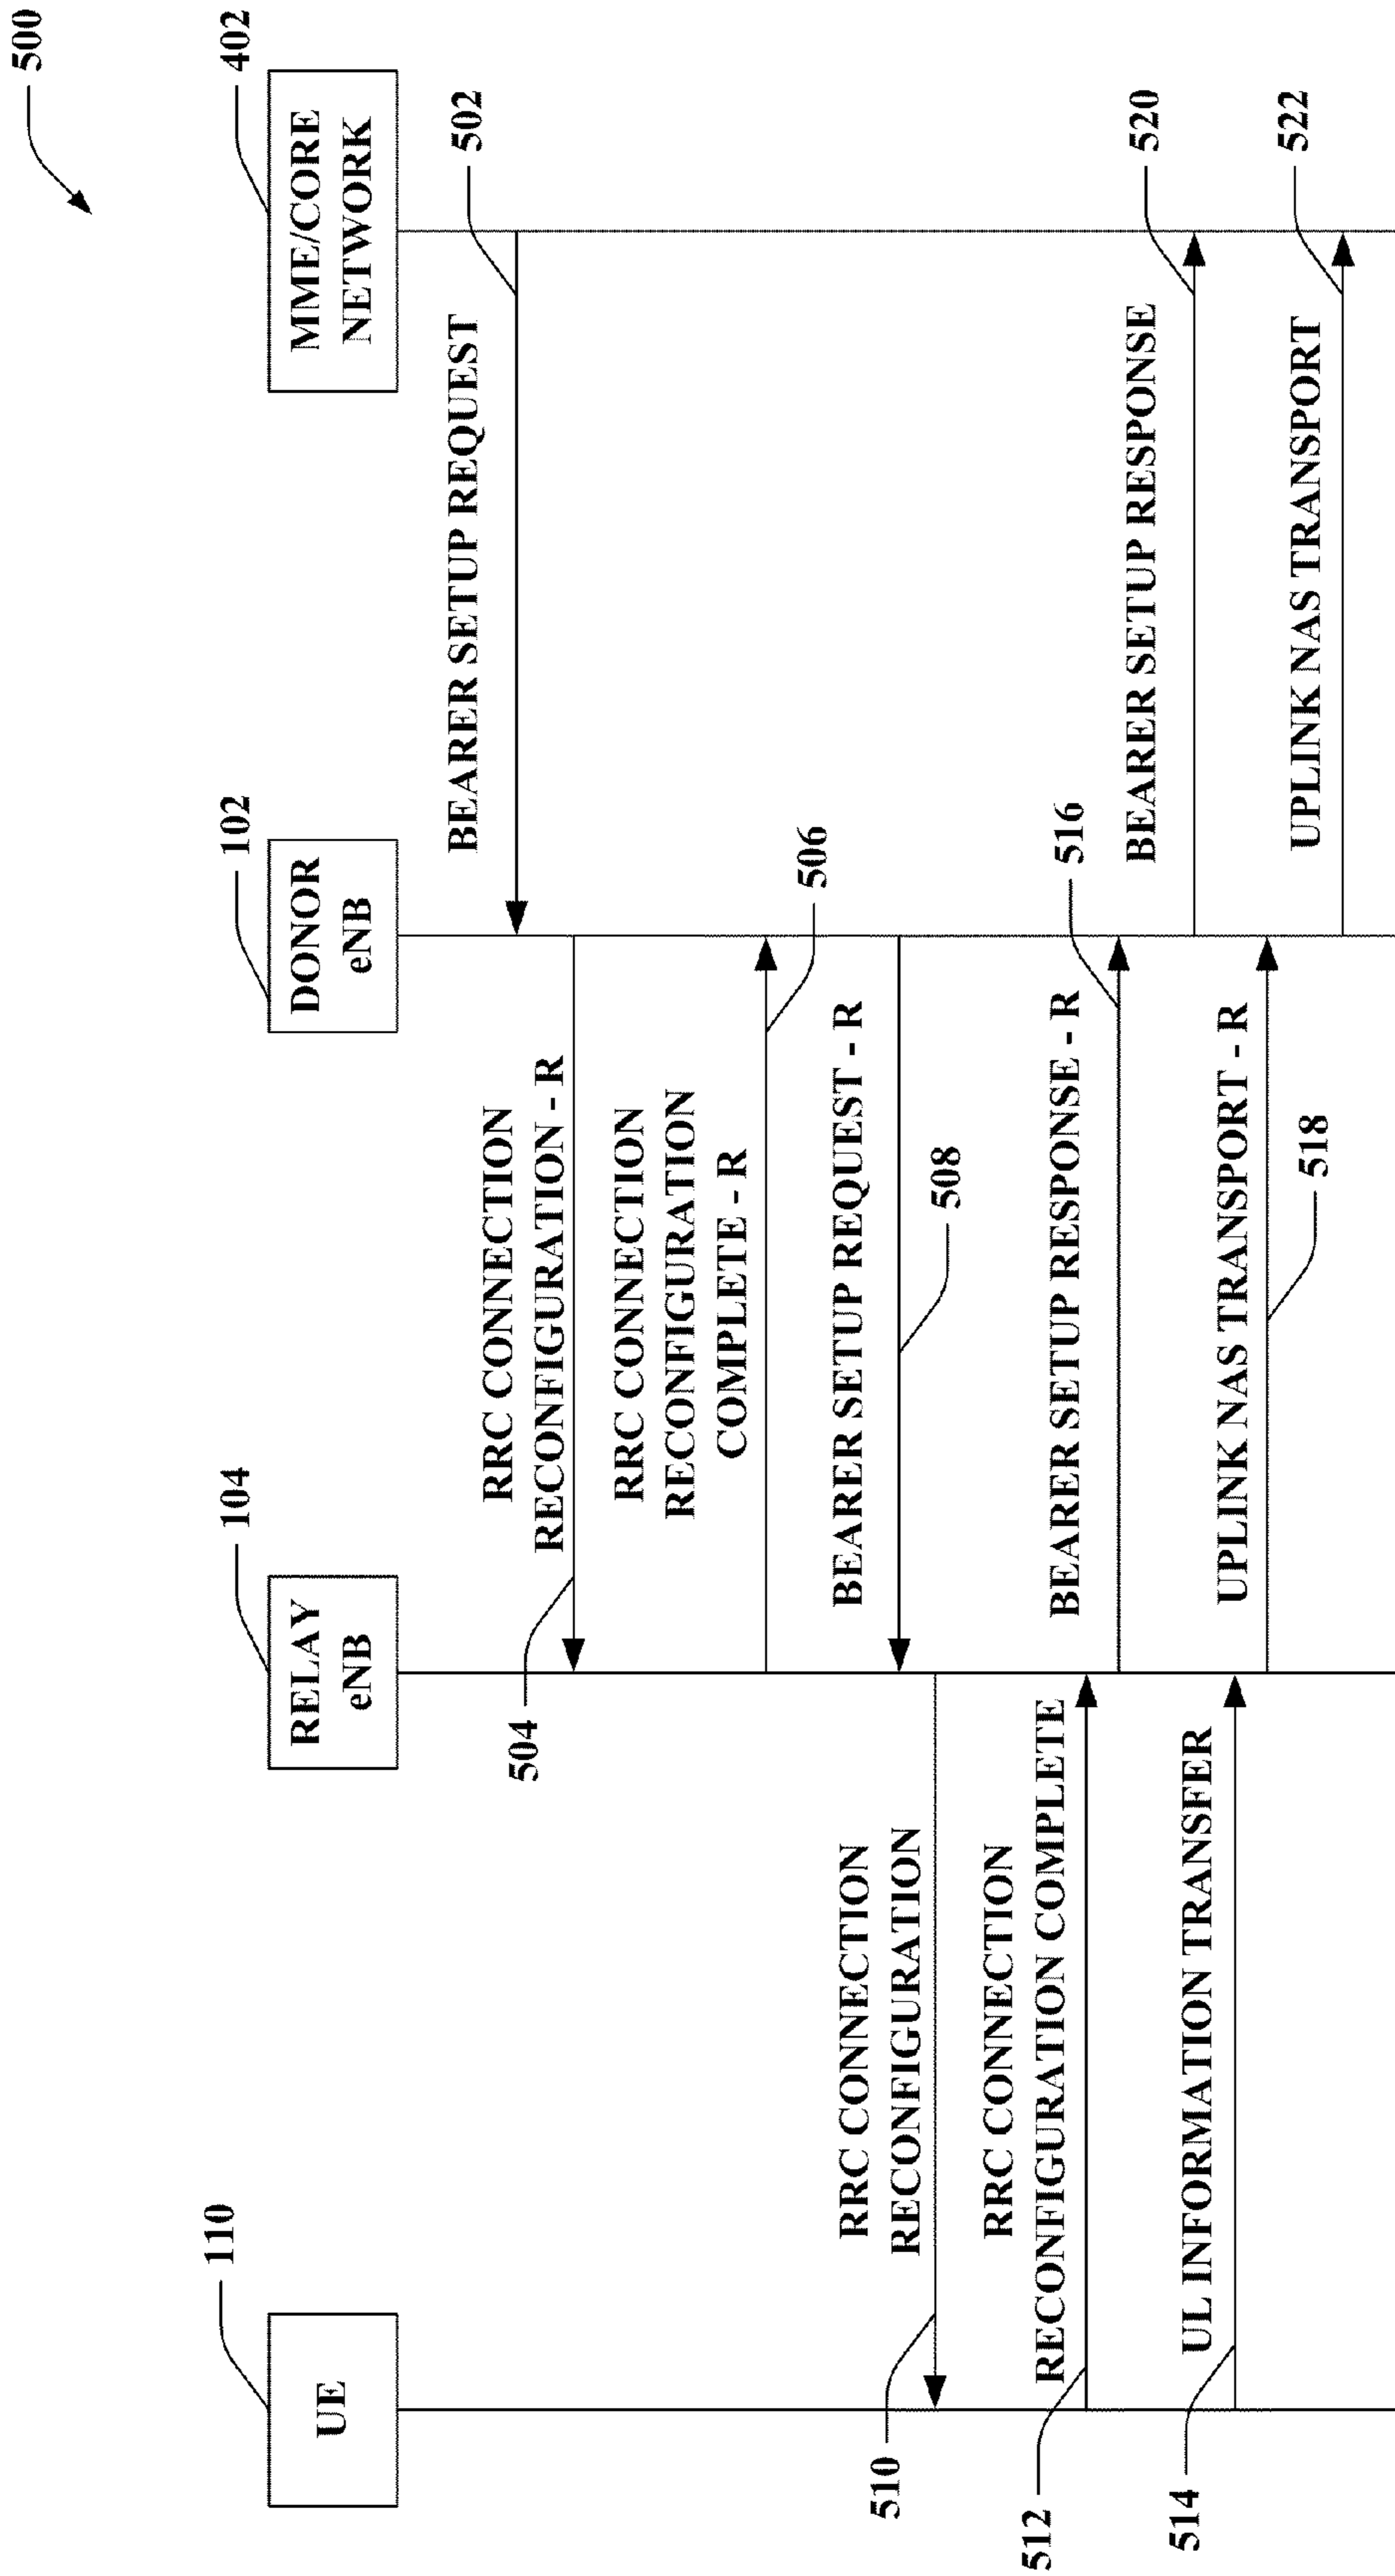 500
110
104
102
402
UE
RELAY
eNB
DONOR
eNB
MME/CORE
NETWORK
BEARER SETUP REQUEST
502
RRC CONNECTION
RECONFIGURATION - R
504
RRC CONNECTION
RECONFIGURATION
COMPLETE - R
506
BEARER SETUP REQUEST - R
508
RRC CONNECTION
RECONFIGURATION
510
RRC CONNECTION
RECONFIGURATION COMPLETE
512
BEARER SETUP RESPONSE - R
516
BEARER SETUP RESPONSE
520
UL INFORMATION TRANSFER
514
UPLINK NAS TRANSPORT - R
518
UPLINK NAS TRANSPORT
522